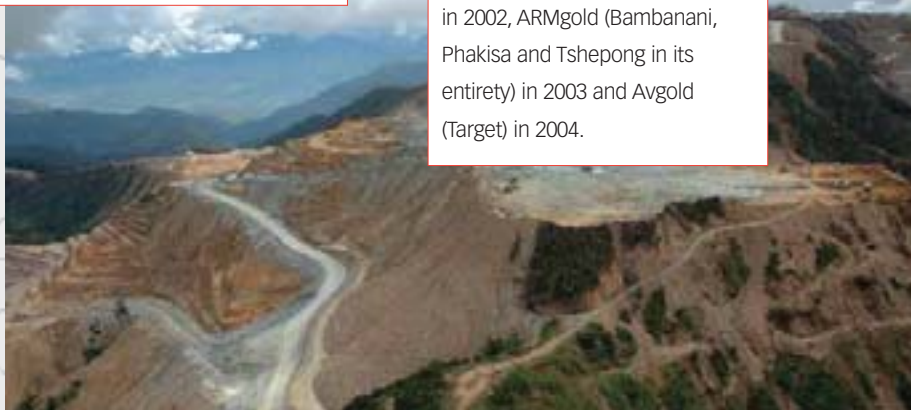 in 2002, ARMgold (Bambanani,
Phakisa and Tshepong in its
entirety) in 2003 and Avgold
(Target) in 2004.